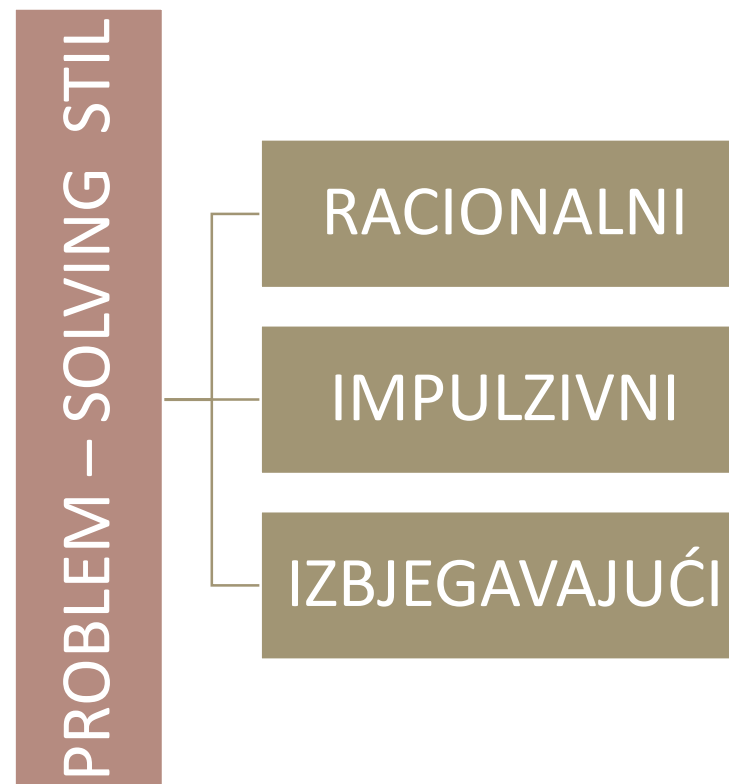 PROBLEM – SOLVING STIL
RACIONALNI
IMPULZIVNI
IZBJEGAVAJUĆI